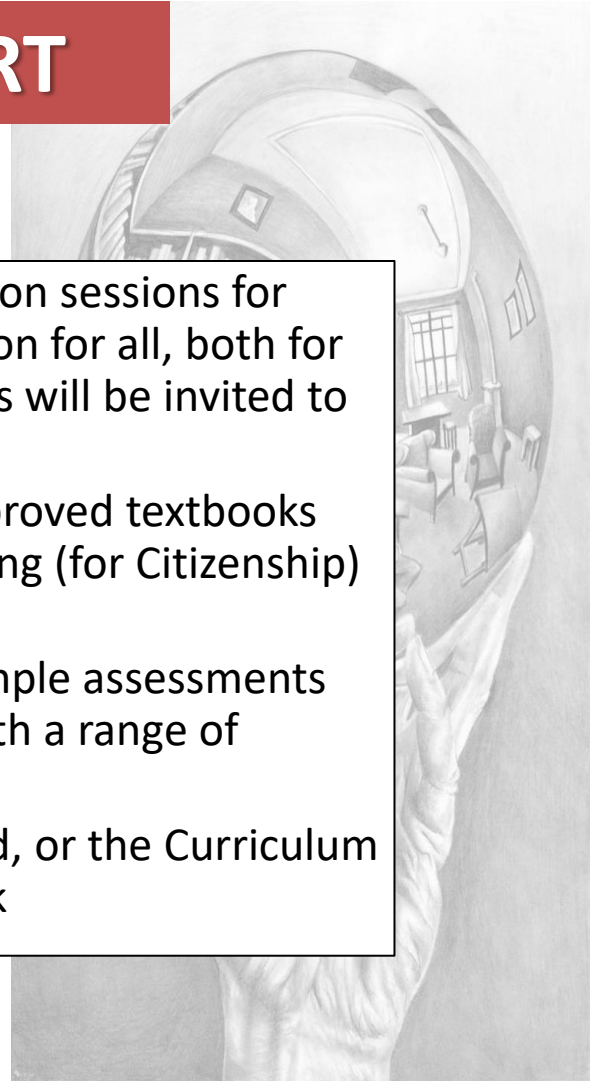 RT
on sessions for
on for all, both for
s will be invited to
proved textbooks
ng (for Citizenship)
mple assessments
th a range of
d, or the Curriculum
k